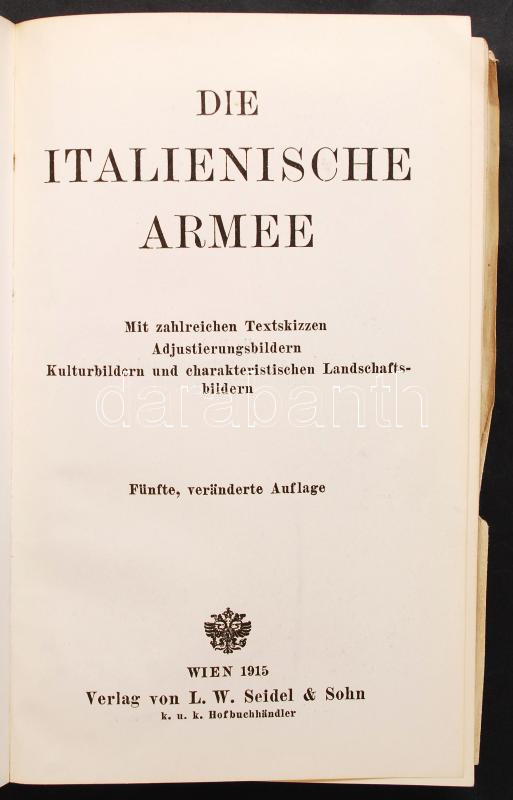 DIE
ITALIENISCHE
ARMEE
Mit zahlreichen Textskizzen
Adjustierungsbildern
Kulturbildern und charakteristischen Landschafts-
bildern
darabanth
Fünfte, veränderte Auflage
WIEN 1915
Verlag von L. W. Seidel & Sohn
k. u. k. Hofbuchhändler